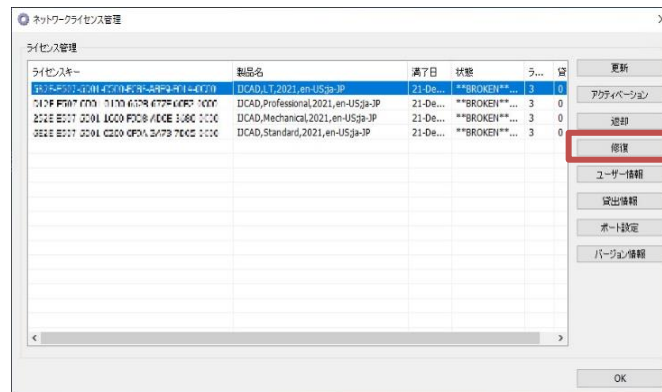 ネットワークライセンス管理
ライセンス管理
ライセンスキー 製品名 満了日 状態 ラ... 貸
DCAD,LT,2021,en-US;ja-JP 21-De... **BROKEN**... 3 0
DCAD,Professional,2021,en-US;ja-JP 21-De... **BROKEN**... 3 0
DCAD,Mechanical,2021,en-US;ja-JP 21-De... **BROKEN**... 3 0
DCAD,Standard,2021,en-US;ja-JP 21-De... **BROKEN**... 3 0
更新
アクティベーション
返却
修復
ユーザー情報
貸出情報
ポート設定
バージョン情報
OK